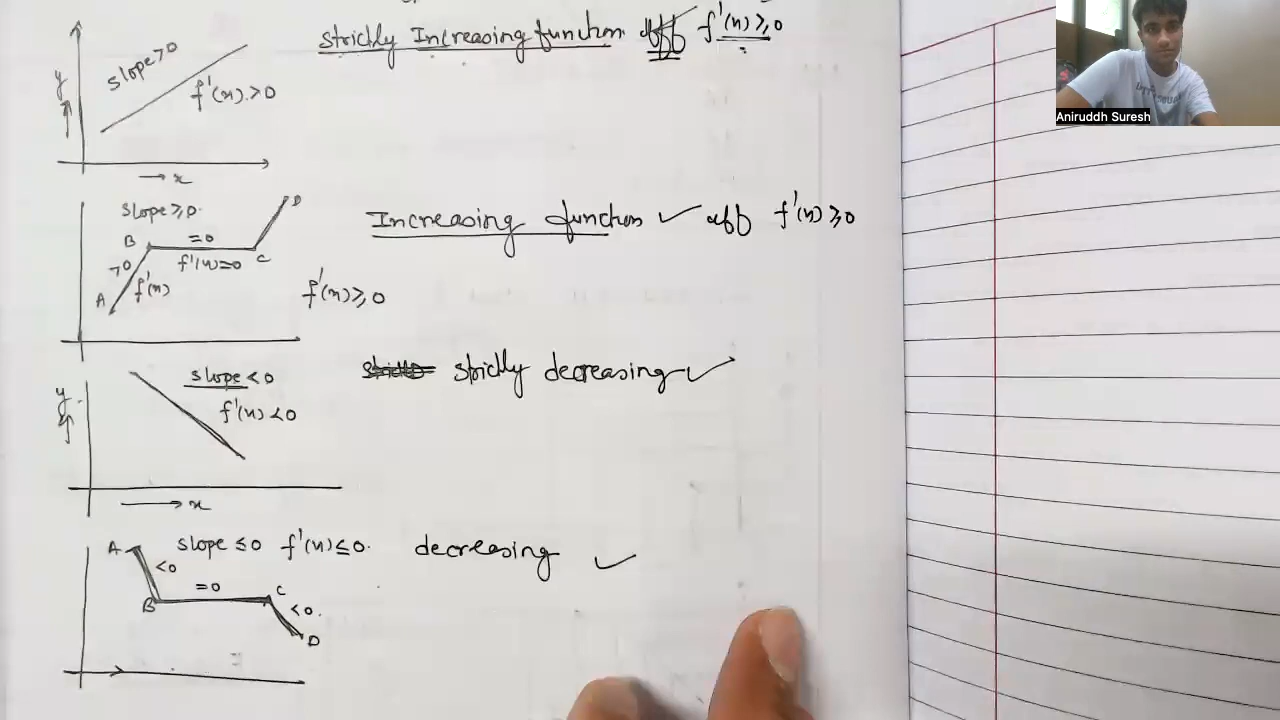 strictly Increasing function iff f'(x) ≥ 0
slope > 0
f'(x) > 0
y
→ x
Increasing function ✓ iff f'(x) ≥ 0
slope ≥ 0
D
B
= 0
>0
f'(x) = 0
C
A
f'(x)
f'(x) ≥ 0
strictly decreasing ✓
slope < 0
y
f'(x) < 0
→ x
A
slope ≤ 0 f'(x) ≤ 0. decreasing ✓
<0
= 0
C
B
<0.
D
Aniruddh Suresh